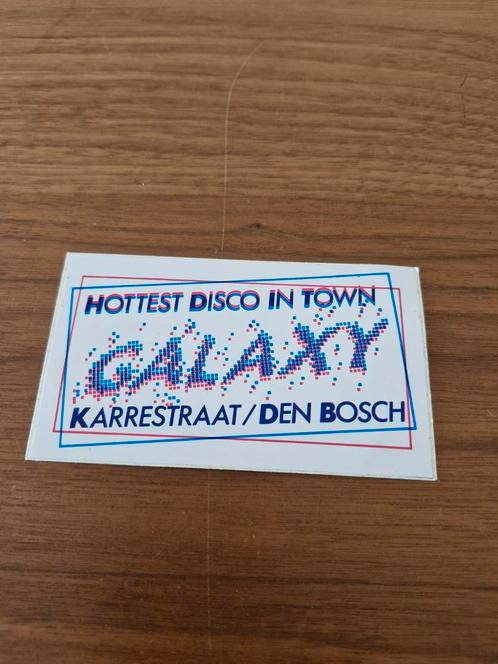 HOTTEST DISCO IN TOWN
GALAXY
KARRESTRAAT/DEN BOSCH